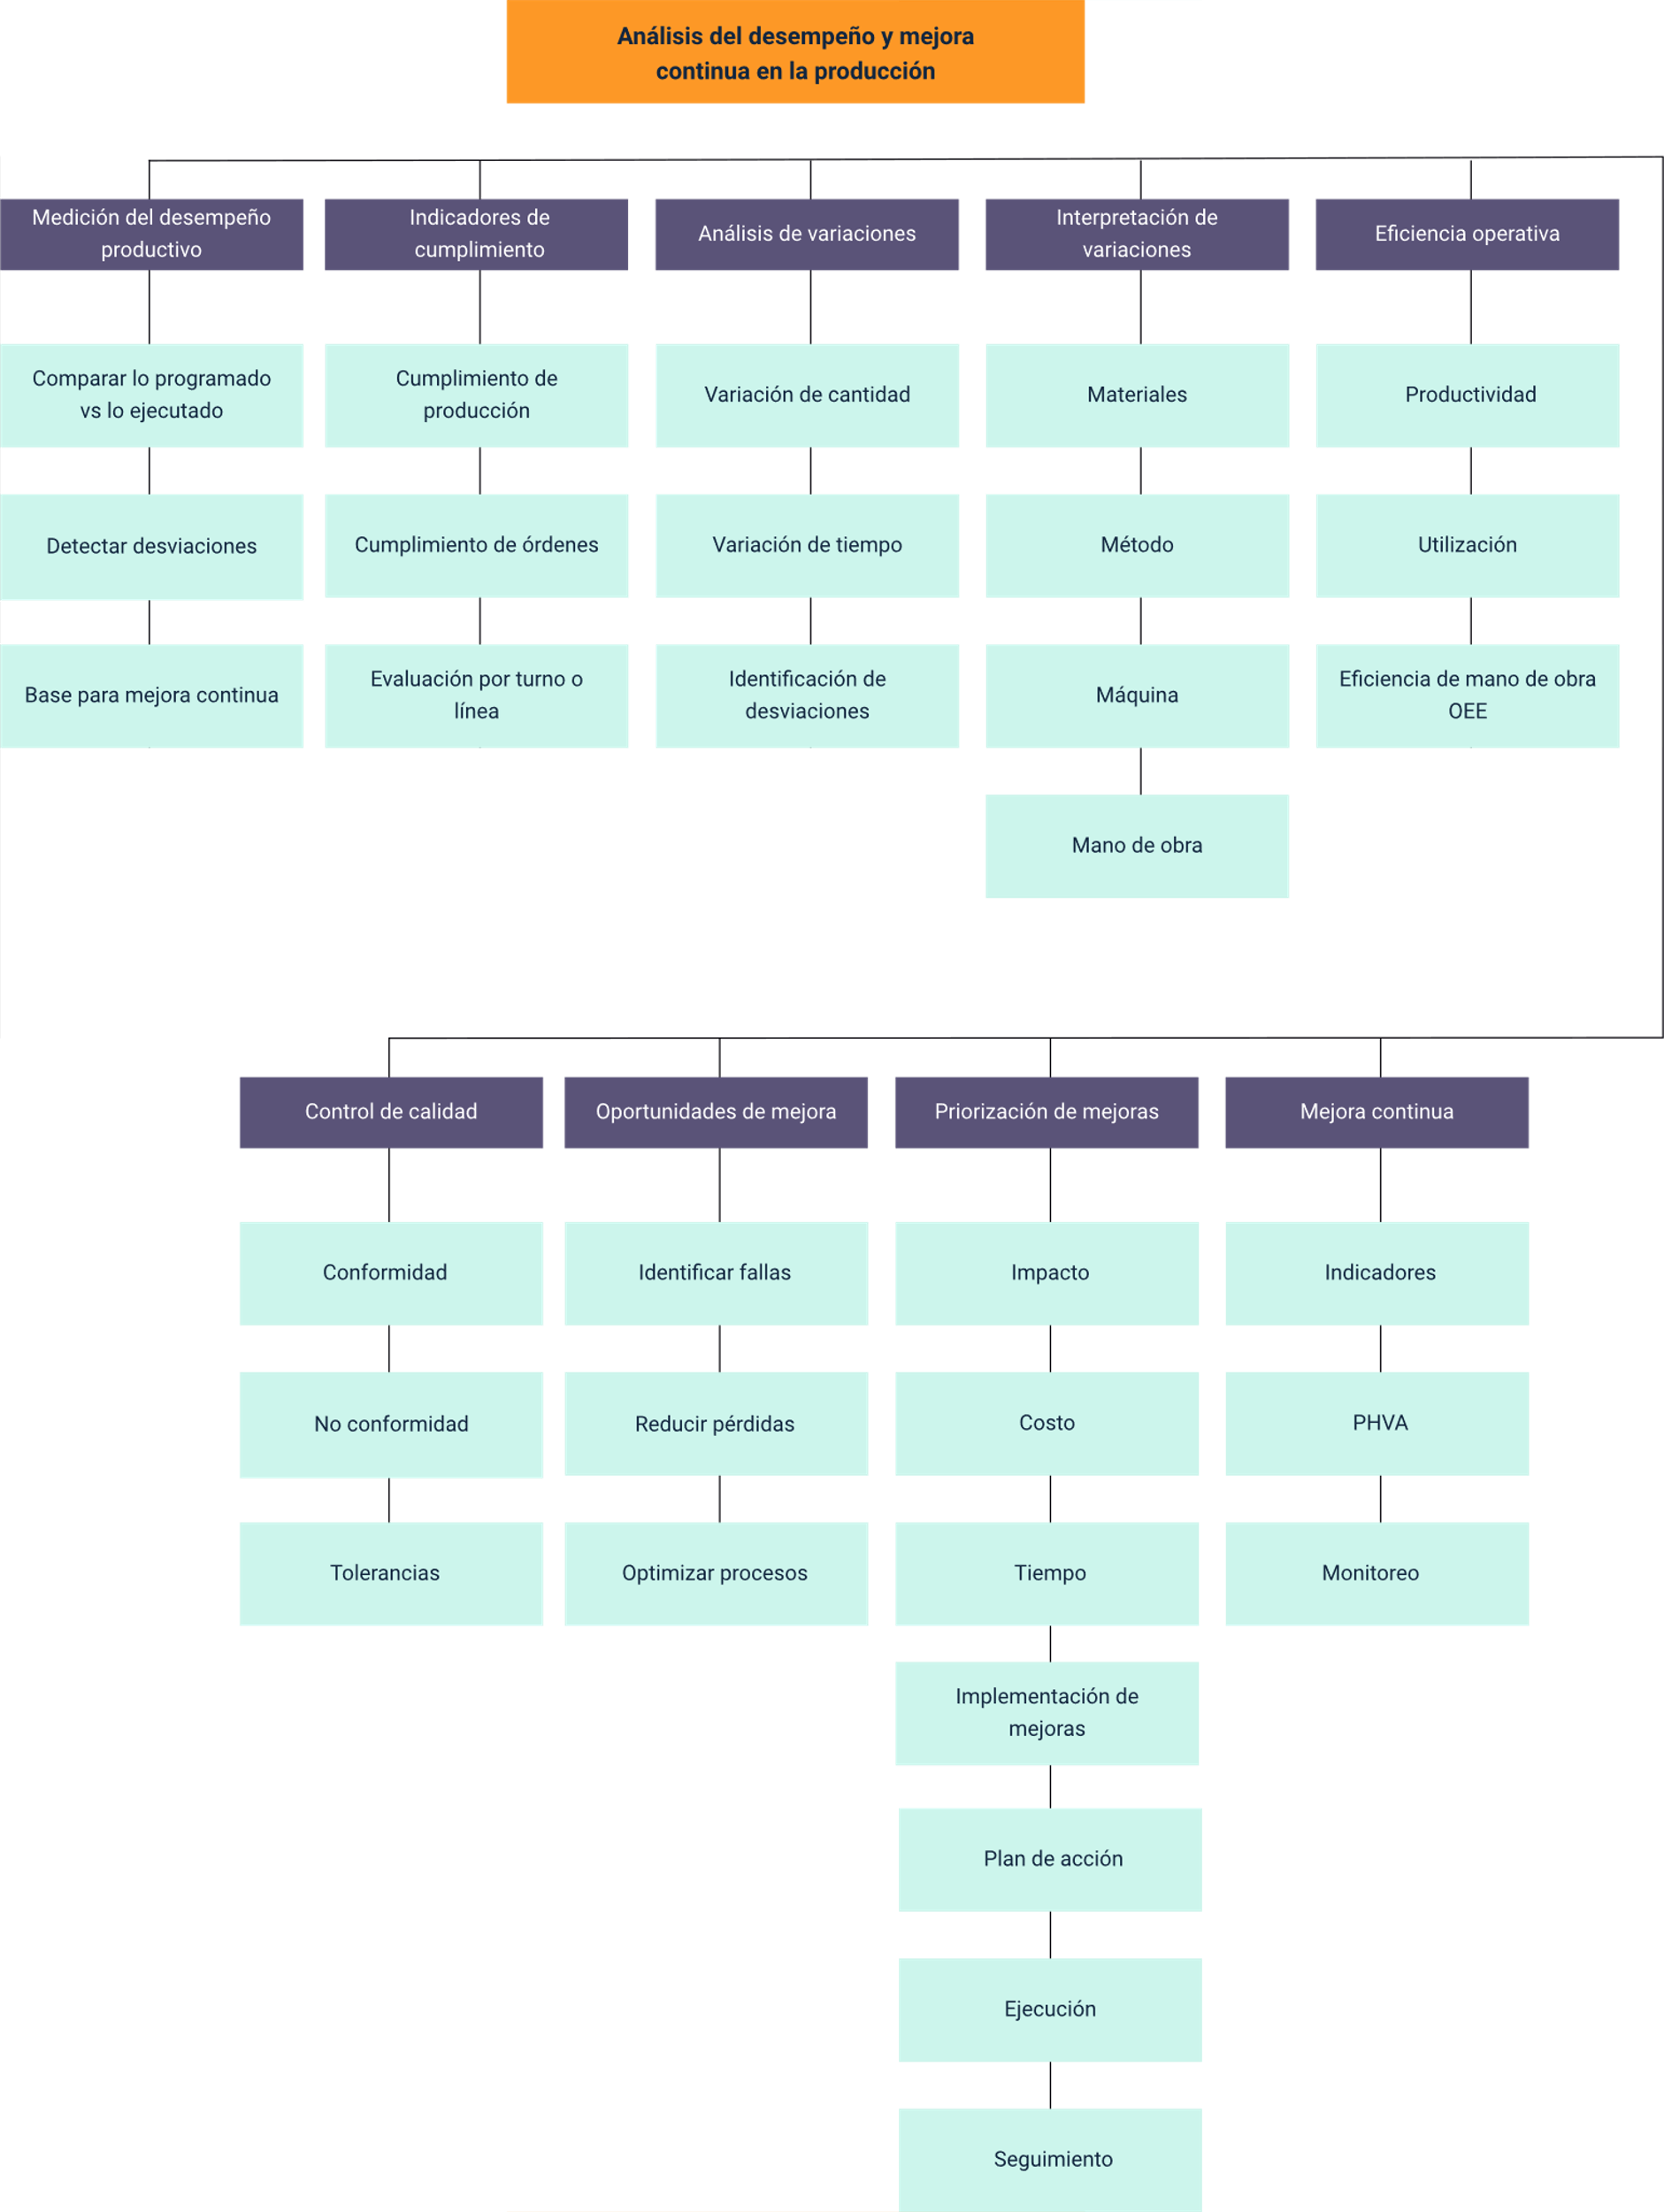 Análisis del desempeño y mejora
continua en la producción
Medición del desempeño
productivo
Indicadores de
cumplimiento
Análisis de variaciones
Interpretación de
variaciones
Eficiencia operativa
Comparar lo programado
vs lo ejecutado
Cumplimiento de
producción
Variación de cantidad
Materiales
Productividad
Detectar desviaciones
Cumplimiento de órdenes
Variación de tiempo
Método
Utilización
Base para mejora continua
Evaluación por turno o
línea
Identificación de
desviaciones
Máquina
Eficiencia de mano de obra
OEE
Mano de obra
Control de calidad
Oportunidades de mejora
Priorización de mejoras
Mejora continua
Conformidad
Identificar fallas
Impacto
Indicadores
No conformidad
Reducir pérdidas
Costo
PHVA
Tolerancias
Optimizar procesos
Tiempo
Monitoreo
Implementación de
mejoras
Plan de acción
Ejecución
Seguimiento